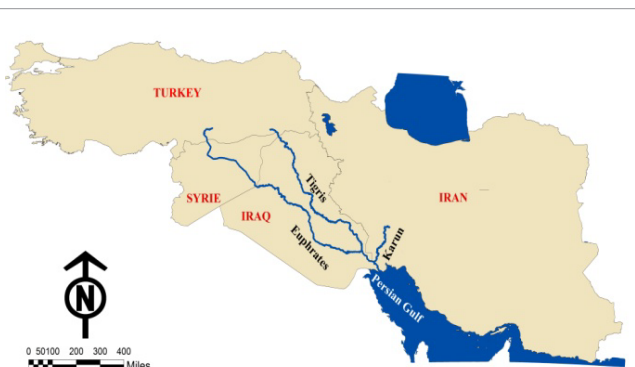 TURKEY
SYRIE
IRAQ
IRAN
Tigris
Euphrates
Karun
Persian Gulf
N
0 50100 200 300 400
Miles